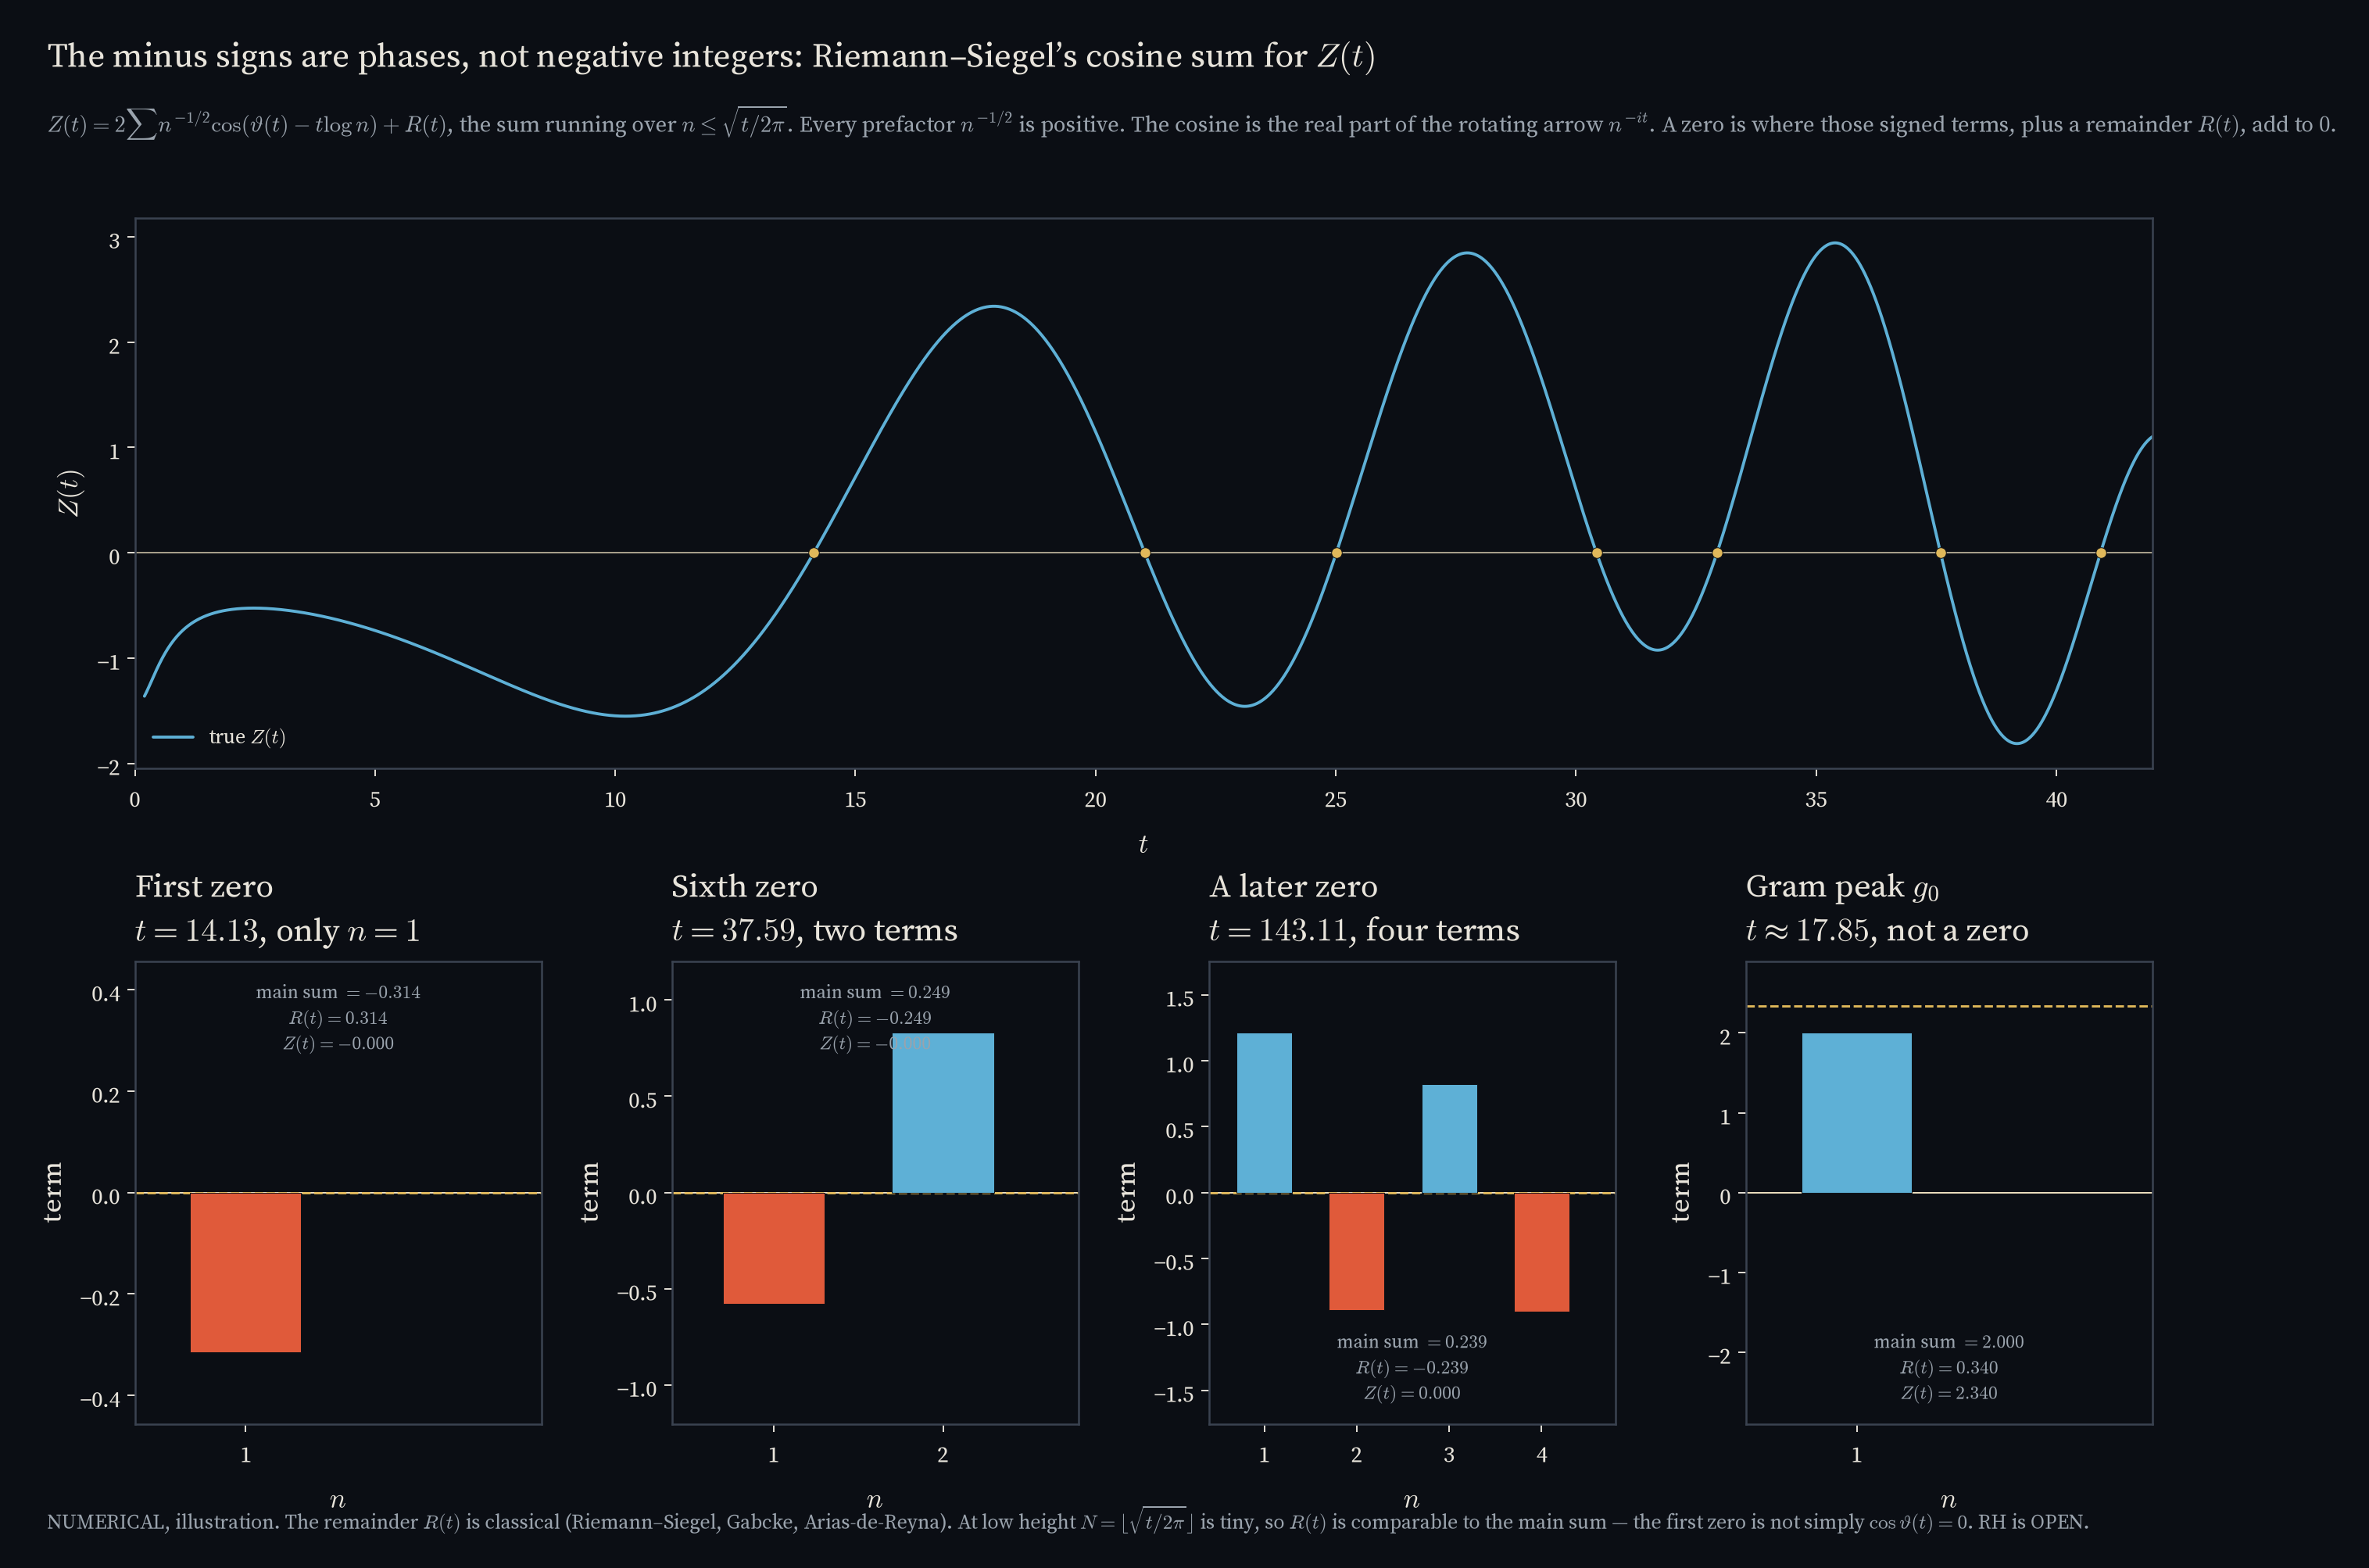 The minus signs are phases, not negative integers: Riemann–Siegel’s cosine sum for Z(t)
Z(t) = 2∑n^{−1/2}cos(ϑ(t) − t log n) + R(t), the sum running over n ≤ √(t/2π). Every prefactor n^{−1/2} is positive. The cosine is the real part of the rotating arrow n^{−it}. A zero is where those signed terms, plus a remainder R(t), add to 0.
3
2
1
0
−1
−2
Z(t)
true Z(t)
0 5 10 15 20 25 30 35 40
t
First zero
t = 14.13, only n = 1
main sum = −0.314
R(t) = 0.314
Z(t) = −0.000
0.4
0.2
0.0
−0.2
−0.4
term
1
n
Sixth zero
t = 37.59, two terms
main sum = 0.249
R(t) = −0.249
Z(t) = −0.000
1.0
0.5
0.0
−0.5
−1.0
term
1 2
n
A later zero
t = 143.11, four terms
1.5
1.0
0.5
0.0
−0.5
−1.0
−1.5
term
main sum = 0.239
R(t) = −0.239
Z(t) = 0.000
1 2 3 4
n
Gram peak g₀
t ≈ 17.85, not a zero
2
1
0
−1
−2
term
main sum = 2.000
R(t) = 0.340
Z(t) = 2.340
1
n
NUMERICAL, illustration. The remainder R(t) is classical (Riemann–Siegel, Gabcke, Arias-de-Reyna). At low height N = ⌊√(t/2π)⌋ is tiny, so R(t) is comparable to the main sum — the first zero is not simply cos ϑ(t) = 0. RH is OPEN.